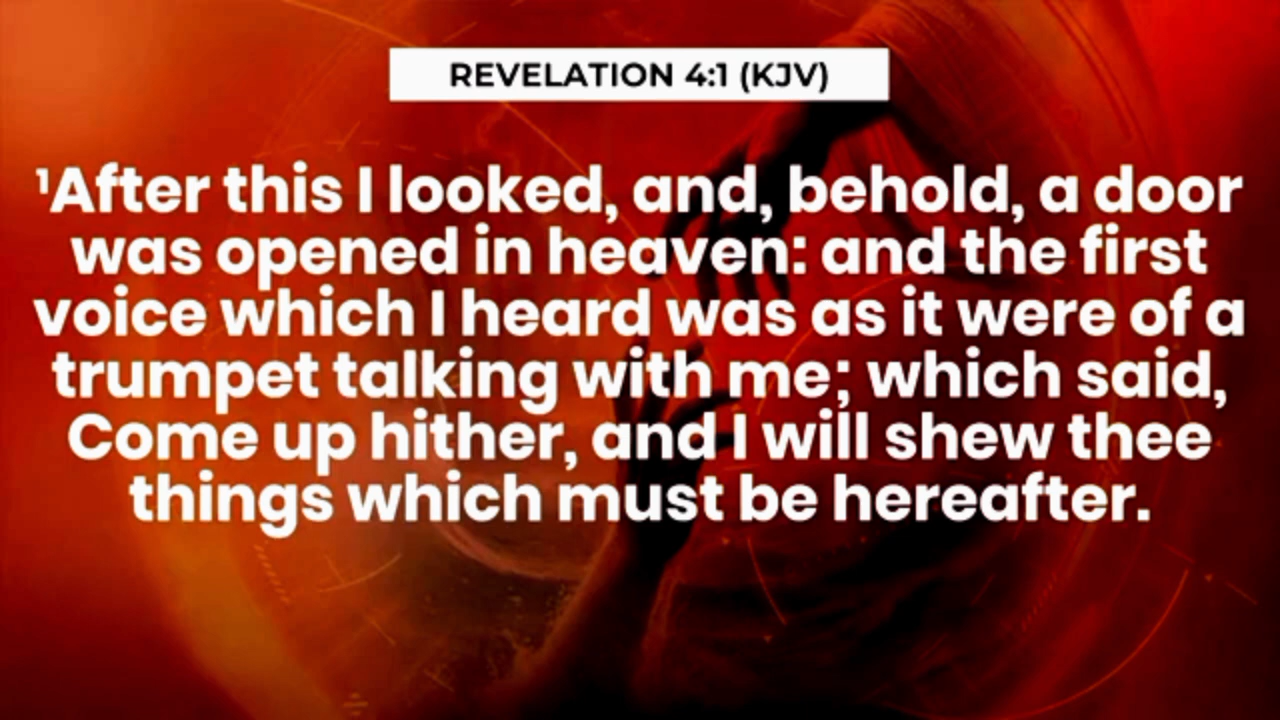 REVELATION 4:1 (KJV)
¹After this I looked, and, behold, a door
was opened in heaven: and the first
voice which I heard was as it were of a
trumpet talking with me; which said,
Come up hither, and I will shew thee
things which must be hereafter.